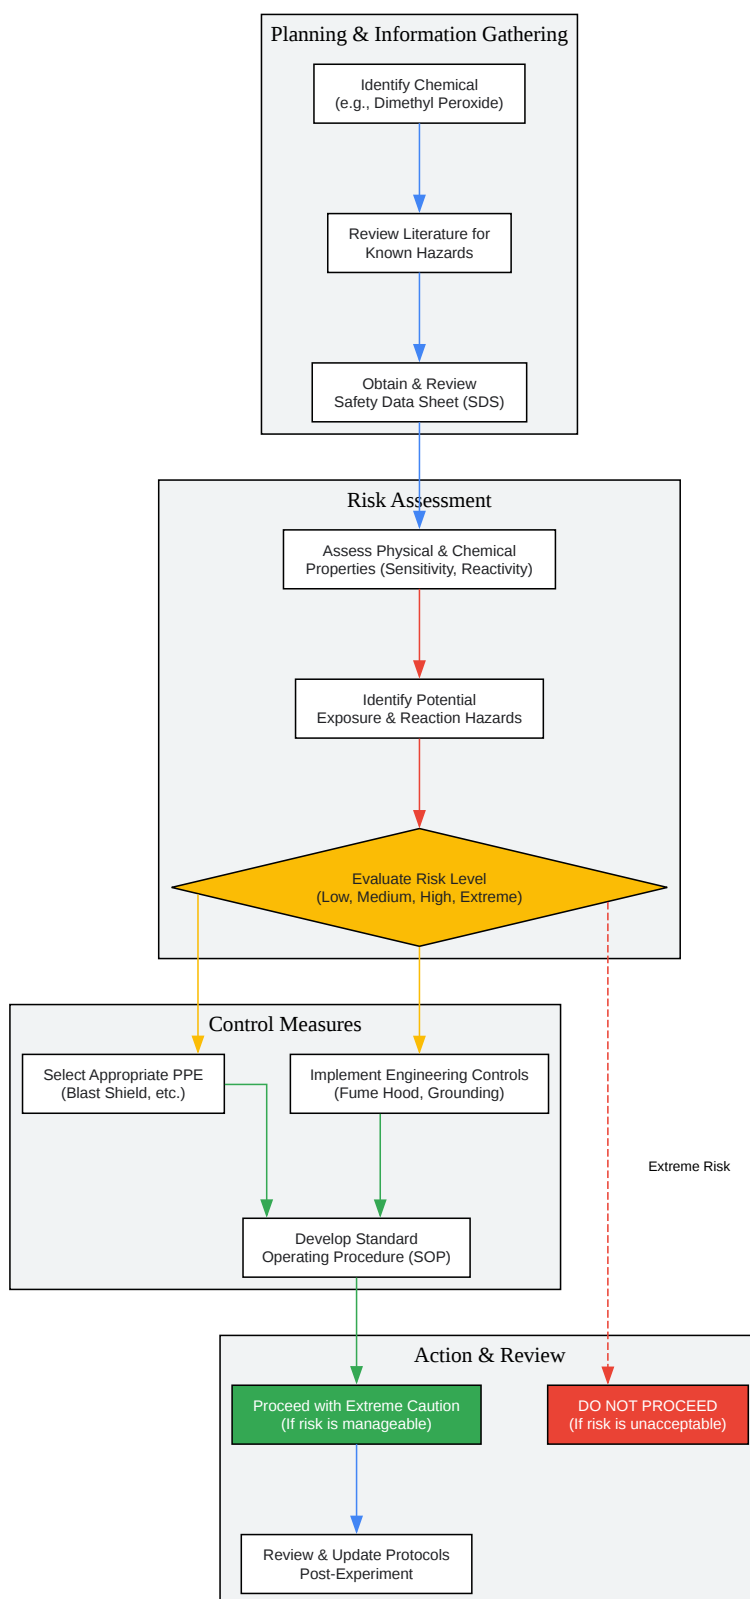 Planning & Information Gathering
Identify Chemical
(e.g., Dimethyl Peroxide)
Review Literature for
Known Hazards
Obtain & Review
Safety Data Sheet (SDS)
Risk Assessment
Assess Physical & Chemical
Properties (Sensitivity, Reactivity)
Identify Potential
Exposure & Reaction Hazards
Evaluate Risk Level
(Low, Medium, High, Extreme)
Control Measures
Select Appropriate PPE
(Blast Shield, etc.)
Implement Engineering Controls
(Fume Hood, Grounding)
Extreme Risk
Develop Standard
Operating Procedure (SOP)
Action & Review
Proceed with Extreme Caution
(If risk is manageable)
DO NOT PROCEED
(If risk is unacceptable)
Review & Update Protocols
Post-Experiment